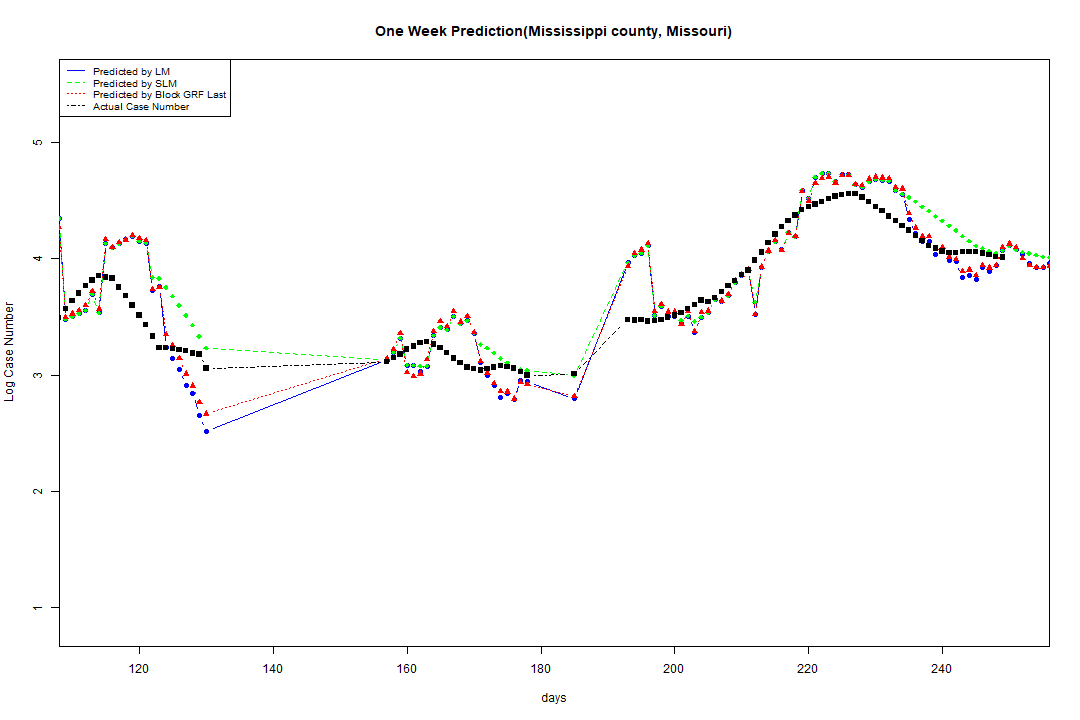 One Week Prediction(Mississippi county, Missouri)
Predicted by LM
Predicted by SLM
Predicted by Block GRF Last
Actual Case Number
5
4
3
2
1
Log Case Number
120 140 160 180 200 220 240
days